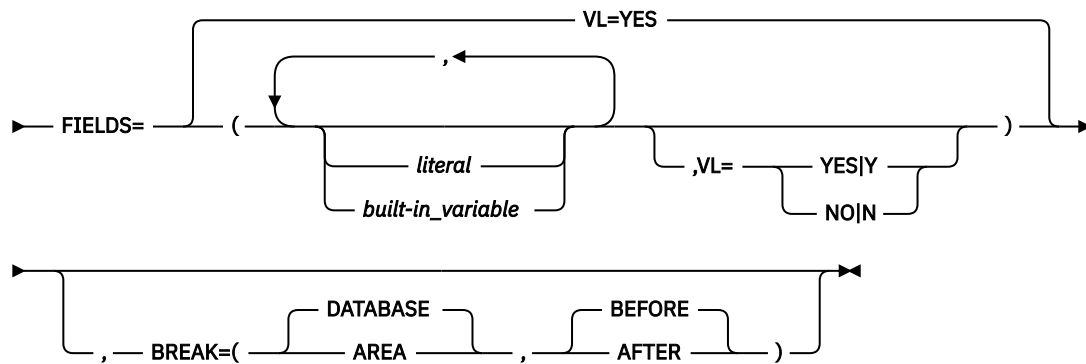 VL=YES
,
FIELDS= ( literal ,VL= YES|Y )
built-in_variable NO|N
DATABASE BEFORE
, BREAK=( AREA , AFTER )